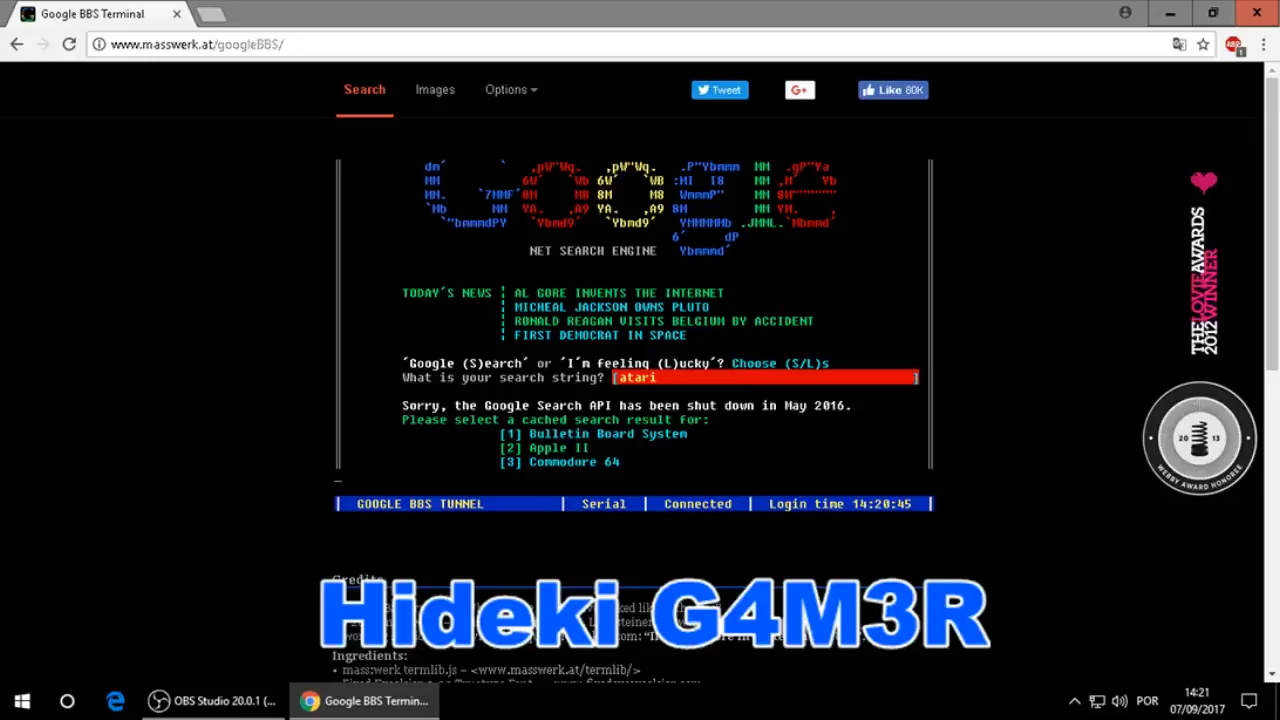 Google BBS Terminal
www.masswerk.at/googleBBS/
Search Images Options
Tweet
G+
Like 80K
NET SEARCH ENGINE
TODAY'S NEWS
AL GORE INVENTS THE INTERNET
MICHEAL JACKSON OWNS PLUTO
RONALD REAGAN VISITS BELGIUM BY ACCIDENT
FIRST DEMOCRAT IN SPACE
'Google (S)earch' or 'I'm feeling (L)ucky'? Choose (S/L)s
What is your search string? [atari ]
Sorry, the Google Search API has been shut down in May 2016.
Please select a cached search result for:
[1] Bulletin Board System
[2] Apple II
[3] Commodore 64
GOOGLE BBS TUNNEL | Serial | Connected | Login time 14:20:45
THE LOVIE AWARDS
2012 WINNER
20 13
WEBBY AWARD HONOREE
Credits
Hideki G4M3R
Ingredients:
• mass:werk termlib.js – <www.masswerk.at/termlib/>
OBS Studio 20.0.1 (...
Google BBS Termin...
POR
14:21
07/09/2017